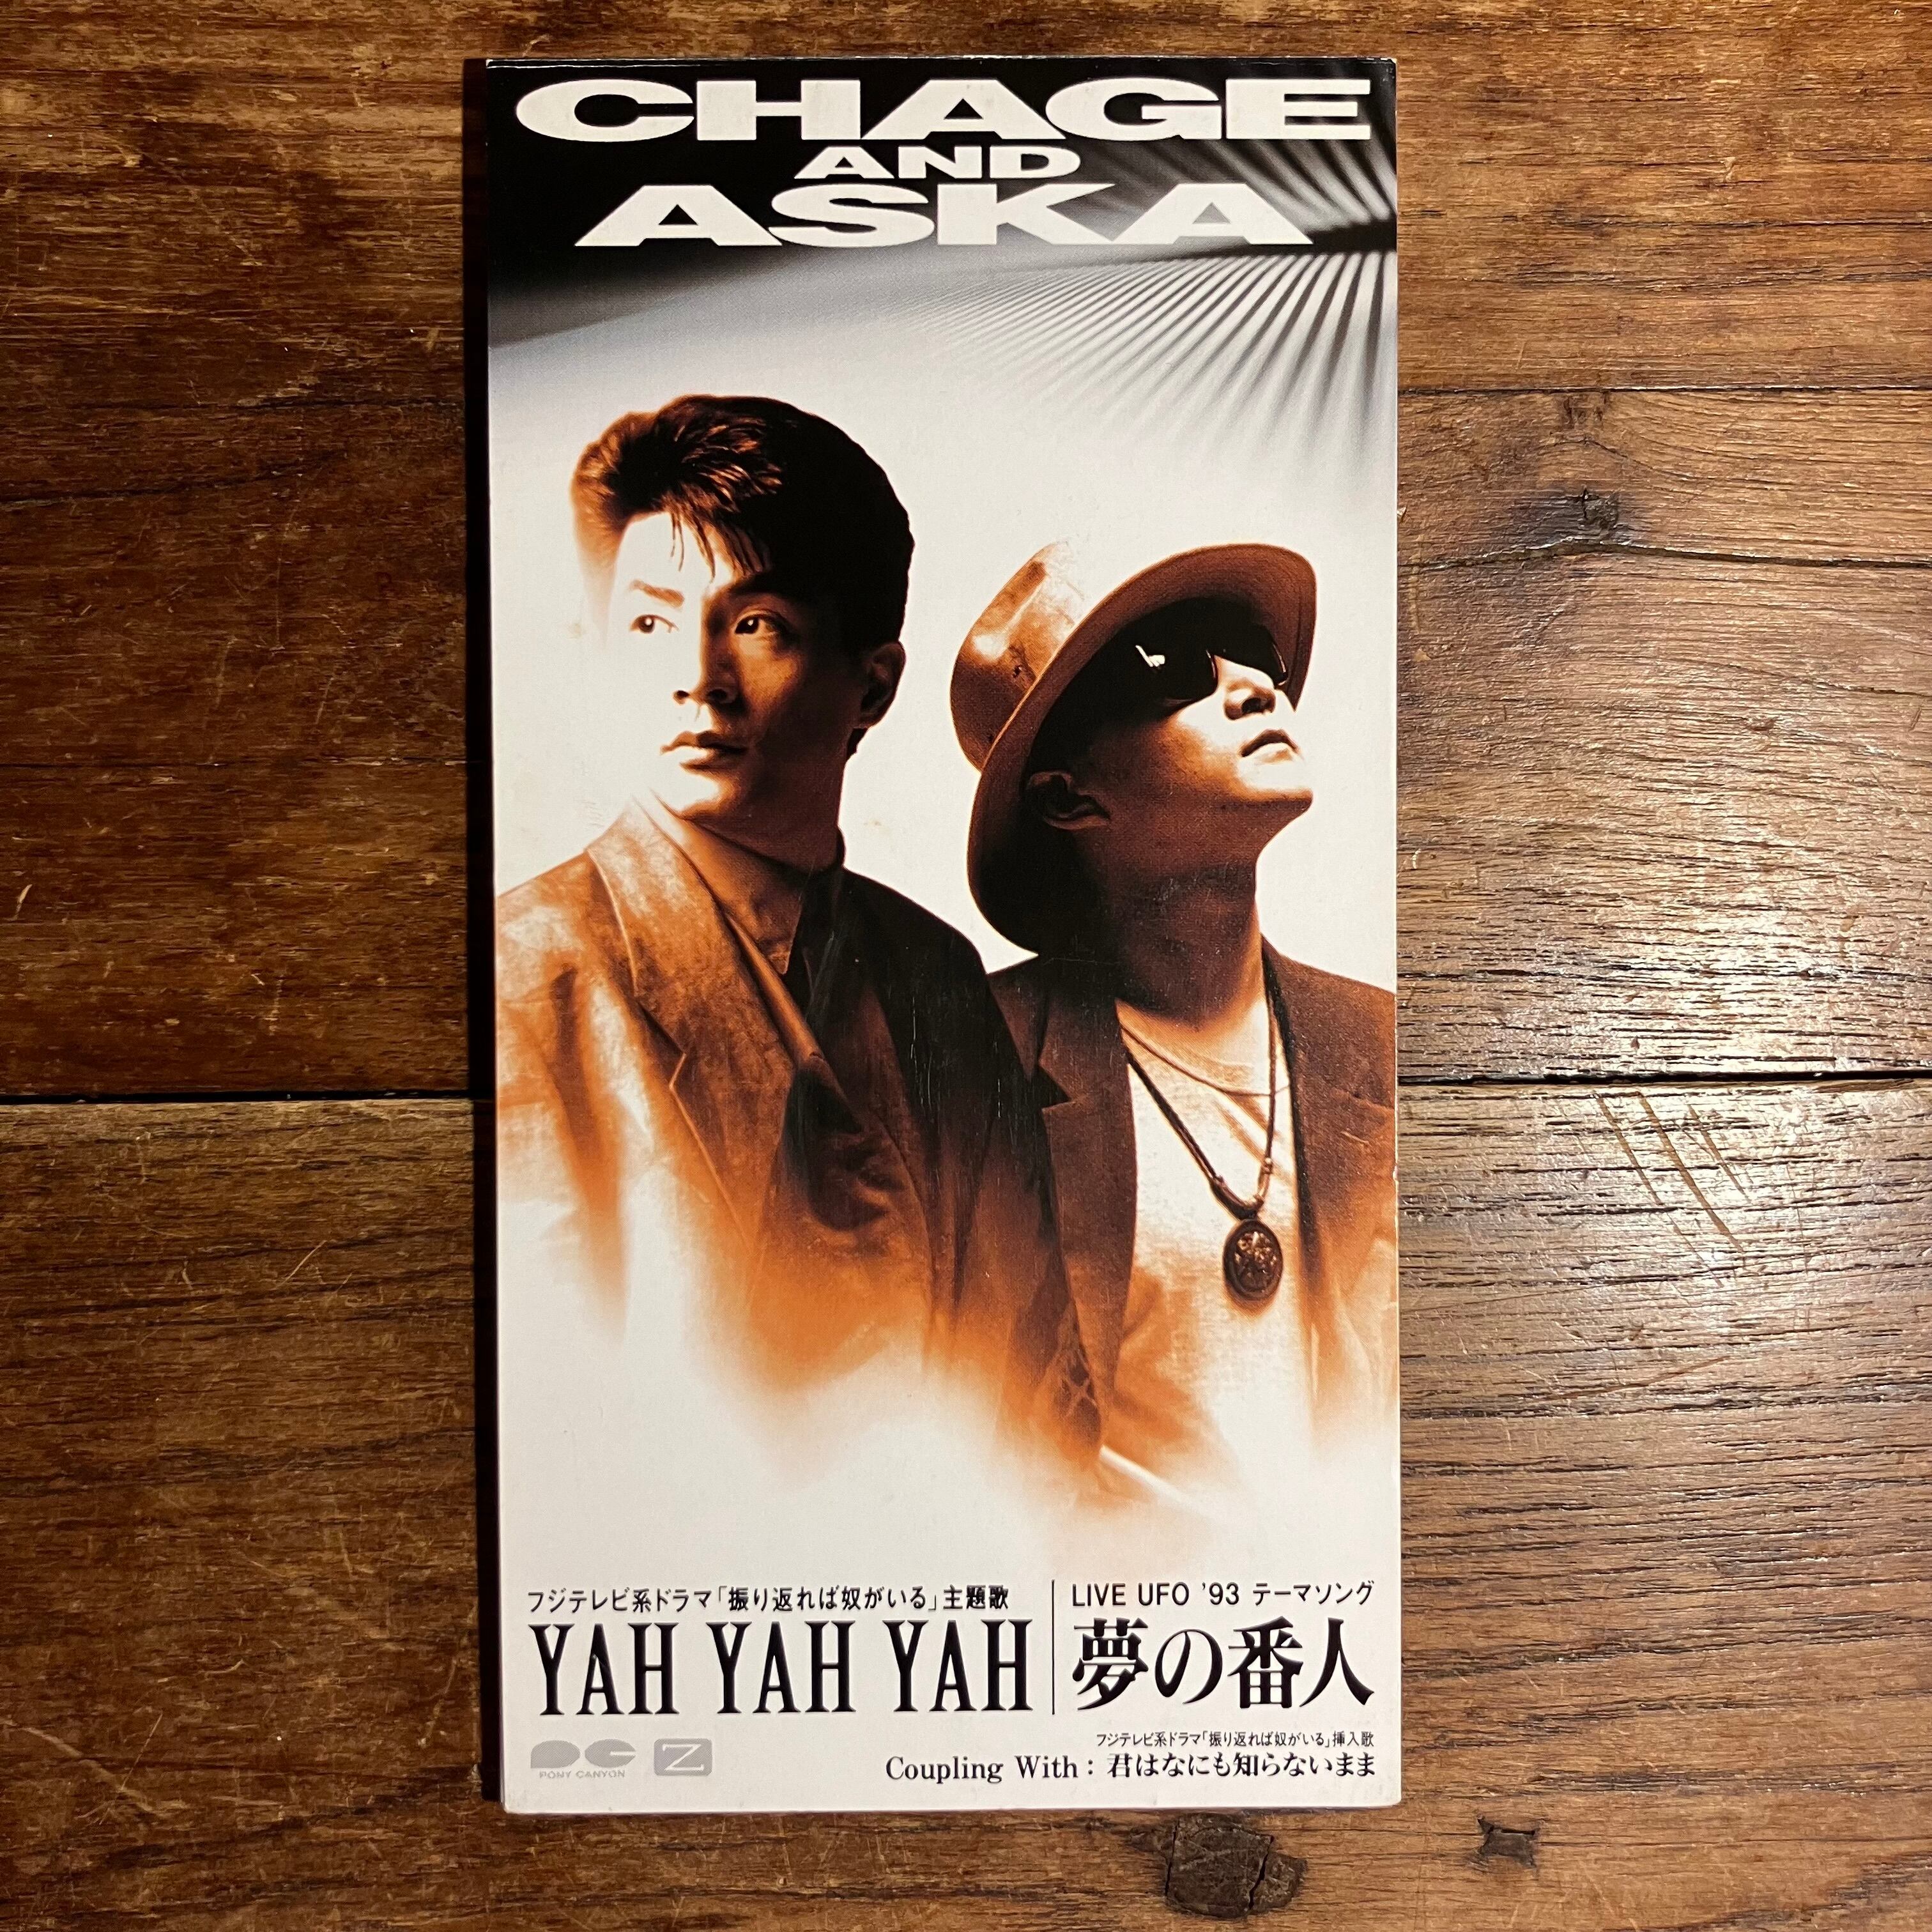 CHAGE
AND
ASKA
フジテレビ系ドラマ「振り返れば奴がいる」主題歌
YAH YAH YAH
LIVE UFO '93 テーマソング
夢の番人
フジテレビ系ドラマ「振り返れば奴がいる」挿入歌
Coupling With：君はなにも知らないまま
PC
PONY CANYON
Z